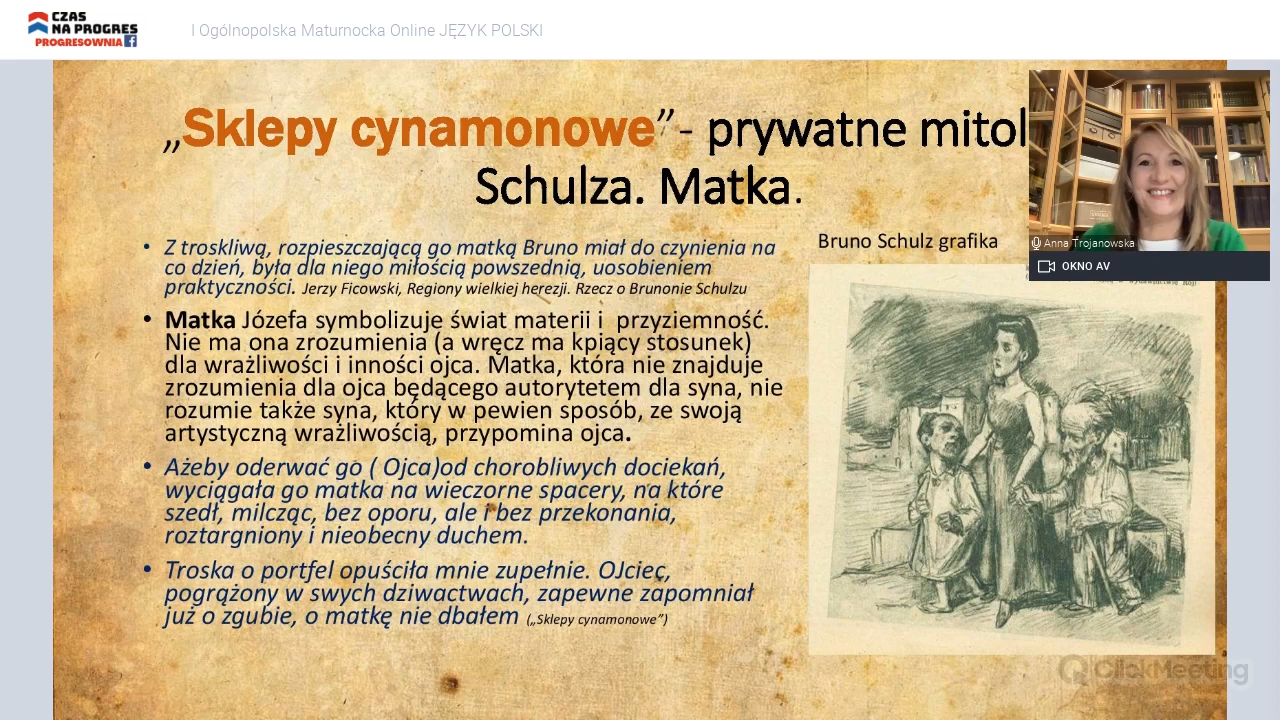 CZAS
NA PROGRES
PROGRESOWNIA
I Ogólnopolska Maturnocka Online JĘZYK POLSKI
„Sklepy cynamonowe”- prywatne mitol
Schulza. Matka.
• Z troskliwą, rozpieszczającą go matką Bruno miał do czynienia na
co dzień, była dla niego miłością powszednią, uosobieniem
praktyczności. Jerzy Ficowski, Regiony wielkiej herezji. Rzecz o Brunonie Schulzu
• Matka Józefa symbolizuje świat materii i przyziemność.
Nie ma ona zrozumienia (a wręcz ma kpiący stosunek)
dla wrażliwości i inności ojca. Matka, która nie znajduje
zrozumienia dla ojca będącego autorytetem dla syna, nie
rozumie także syna, który w pewien sposób, ze swoją
artystyczną wrażliwością, przypomina ojca.
• Ażeby oderwać go ( Ojca)od chorobliwych dociekań,
wyciągała go matka na wieczorne spacery, na które
szedł, milcząc, bez oporu, ale i bez przekonania,
roztargniony i nieobecny duchem.
• Troska o portfel opuściła mnie zupełnie. OJciec,
pogrążony w swych dziwactwach, zapewne zapomniał
już o zgubie, o matkę nie dbałem („Sklepy cynamonowe”)
Bruno Schulz grafika
Anna Trojanowska
OKNO AV
ClickMeeting